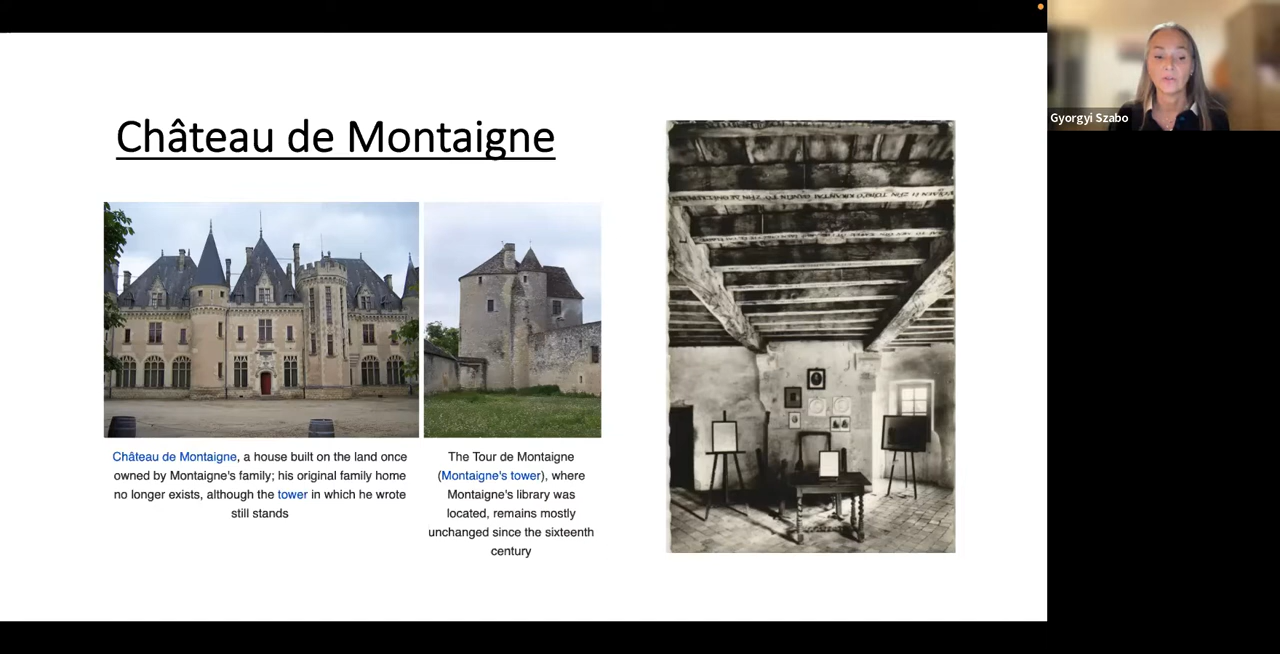 Château de Montaigne
Château de Montaigne, a house built on the land once
owned by Montaigne's family; his original family home
no longer exists, although the tower in which he wrote
still stands
The Tour de Montaigne
(Montaigne's tower), where
Montaigne's library was
located, remains mostly
unchanged since the sixteenth
century
Gyorgyi Szabo